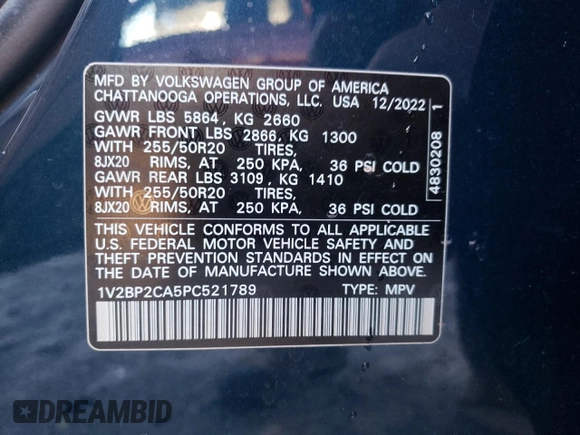 MFD BY VOLKSWAGEN GROUP OF AMERICA
CHATTANOOGA OPERATIONS, LLC. USA 12/2022
GVWR LBS 5864, KG 2660
GAWR FRONT LBS 2866, KG 1300
WITH 255/50R20 TIRES,
8JX20 RIMS, AT 250 KPA, 36 PSI COLD
GAWR REAR LBS 3109, KG 1410
WITH 255/50R20 TIRES,
8JX20 RIMS, AT 250 KPA, 36 PSI COLD
4830208 1
THIS VEHICLE CONFORMS TO ALL APPLICABLE
U.S. FEDERAL MOTOR VEHICLE SAFETY AND
THEFT PREVENTION STANDARDS IN EFFECT ON
THE DATE OF MANUFACTURE SHOWN ABOVE.
1V2BP2CA5PC521789 TYPE: MPV
DREAMBID